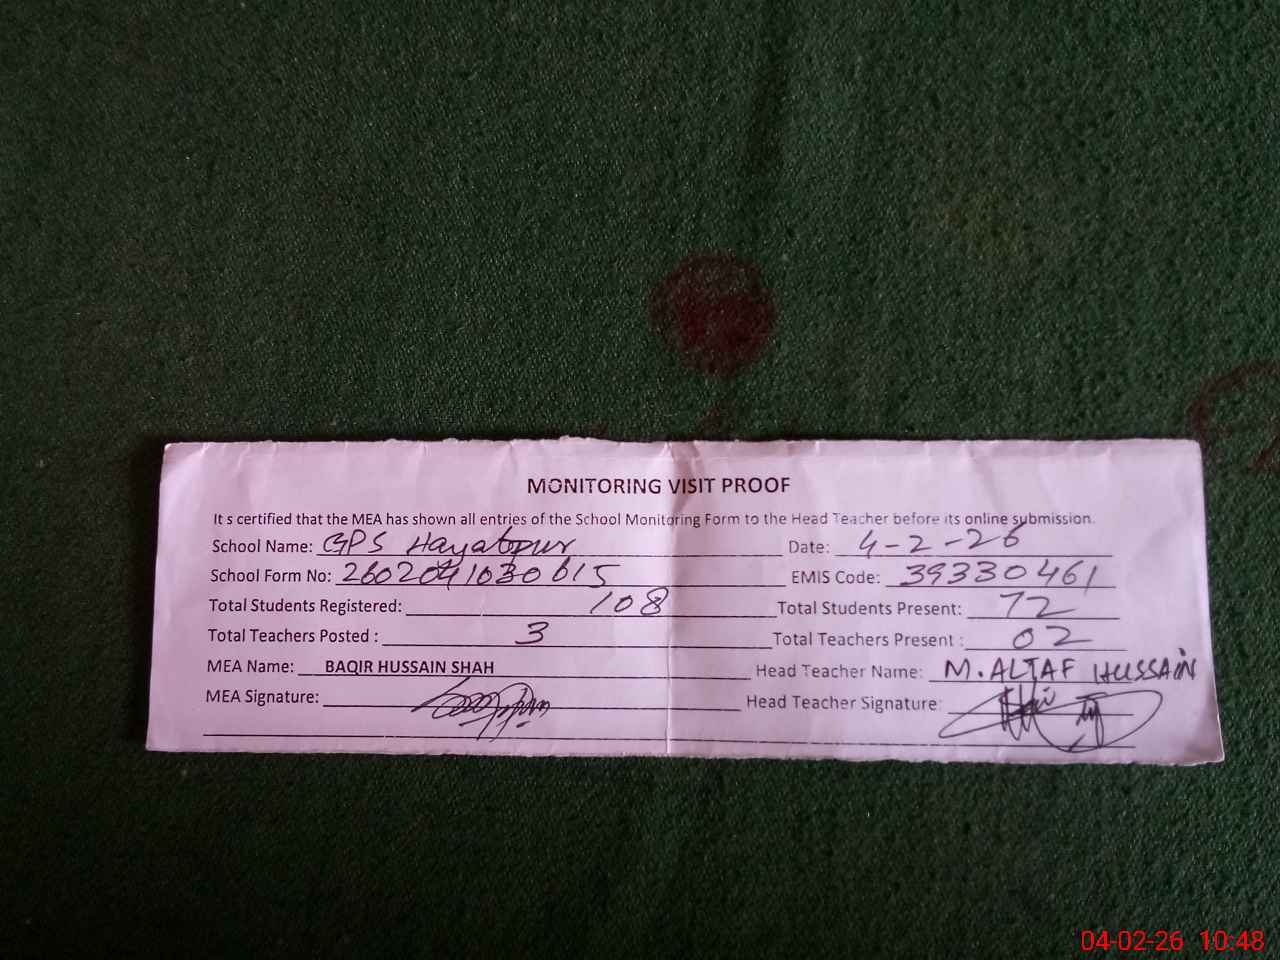 MONITORING VISIT PROOF
It s certified that the MEA has shown all entries of the School Monitoring Form to the Head Teacher before its online submission.
School Name: GPS Hayatpur Date: 4-2-26
School Form No: 2602041030615 EMIS Code: 39330461
Total Students Registered: 108 Total Students Present: 72
Total Teachers Posted : 3 Total Teachers Present : 02
MEA Name: BAQIR HUSSAIN SHAH Head Teacher Name: M. ALTAF HUSSAIN
MEA Signature: Head Teacher Signature:
04-02-26 10:48